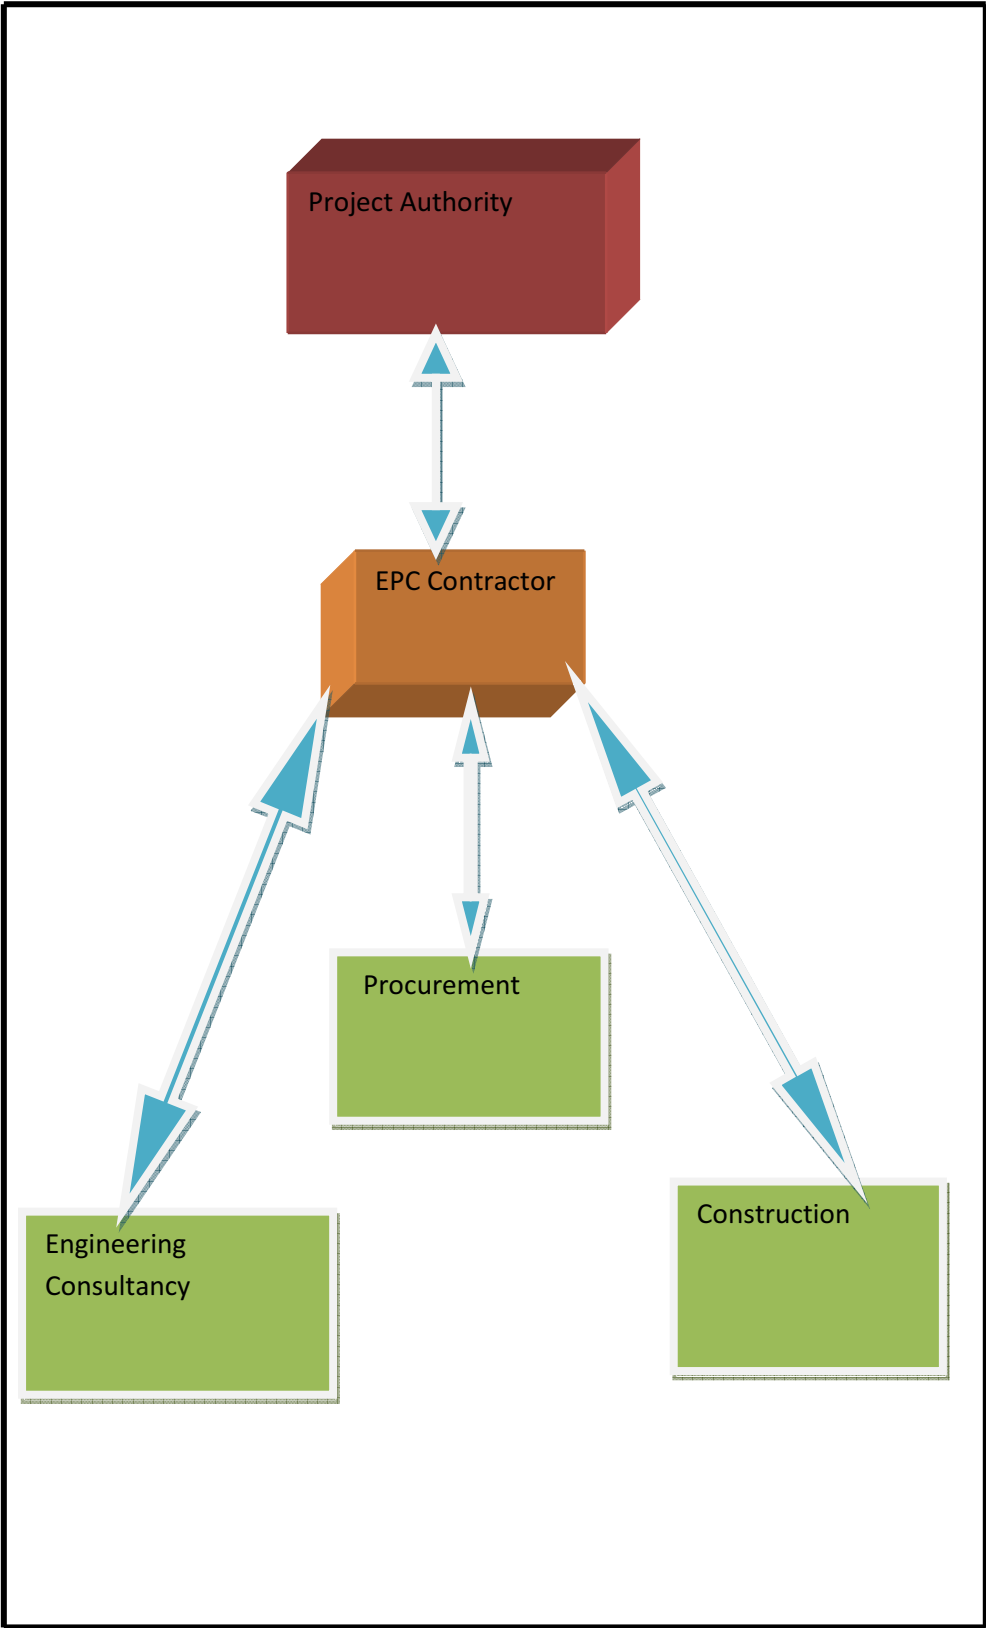 Project Authority
EPC Contractor
Procurement
Construction
Engineering
Consultancy